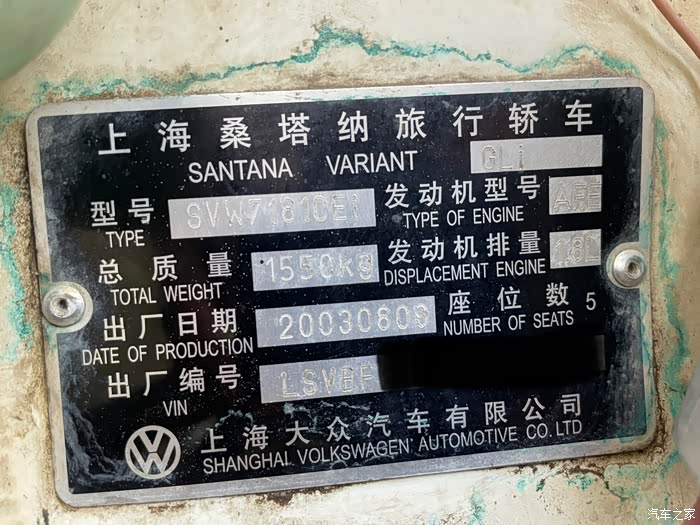 上海桑塔纳旅行轿车
SANTANA VARIANT GLi
型号 SVW7181CEi 发动机型号
TYPE TYPE OF ENGINE
总质量 1550kg 发动机排量 1.8L
TOTAL WEIGHT DISPLACEMENT ENGINE
出厂日期 座位数 5
DATE OF PRODUCTION NUMBER OF SEATS
出厂编号 LSVBF
VIN
上海大众汽车有限公司
SHANGHAI VOLKSWAGEN AUTOMOTIVE CO. LTD
汽车之家